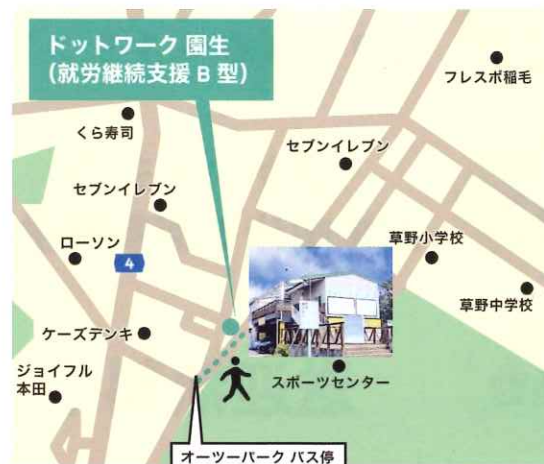 ドットワーク 園生
(就労継続支援 B 型)
フレスポ稲毛
くら寿司
セブンイレブン
セブンイレブン
ローソン
4
草野小学校
草野中学校
ケーズデンキ
スポーツセンター
ジョイフル
本田
オーツーパーク バス停